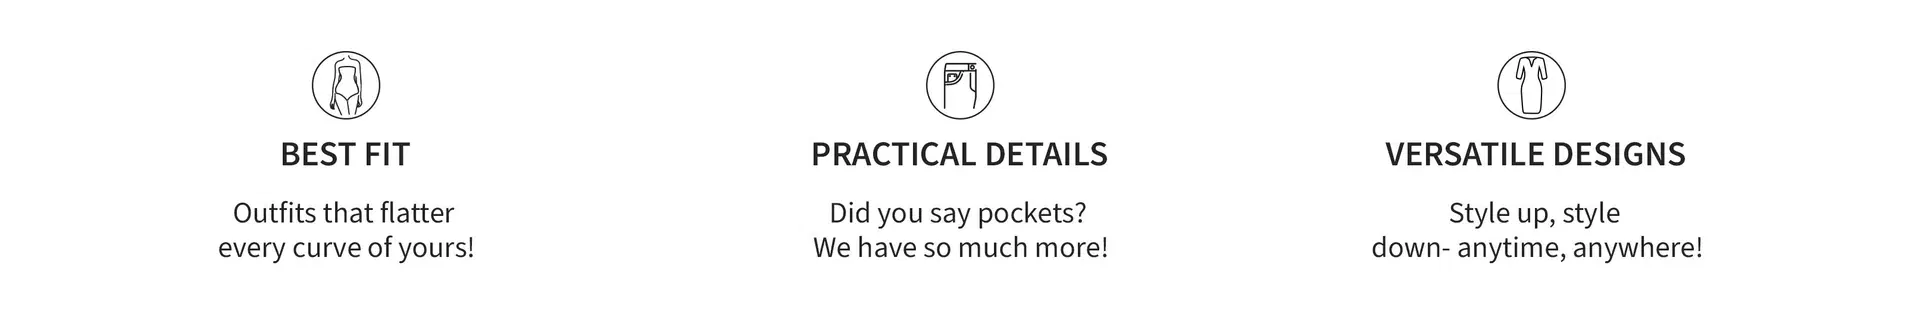 BEST FIT
Outfits that flatter
every curve of yours!
PRACTICAL DETAILS
Did you say pockets?
We have so much more!
VERSATILE DESIGNS
Style up, style
down- anytime, anywhere!